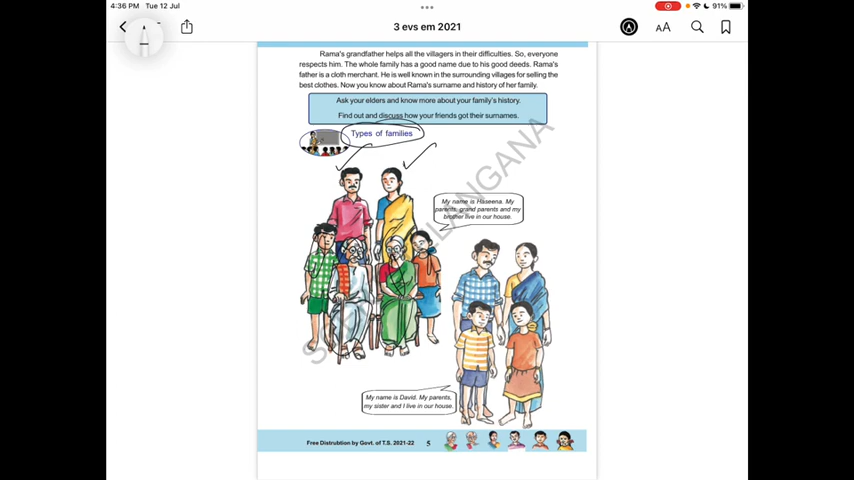 4:36 PM Tue 12 Jul
91%
3 evs em 2021
AA
Rama's grandfather helps all the villagers in their difficulties. So, everyone
respects him. The whole family has a good name due to his good deeds. Rama's
father is a cloth merchant. He is well known in the surrounding villages for selling the
best clothes. Now you know about Rama's surname and history of her family.
Ask your elders and know more about your family's history.
Find out and discuss how your friends got their surnames.
Types of families
My name is Haseena. My
parents, grand parents and my
brother live in our house.
My name is David. My parents,
my sister and I live in our house.
Free Distrubtion by Govt. of T.S. 2021-22 5